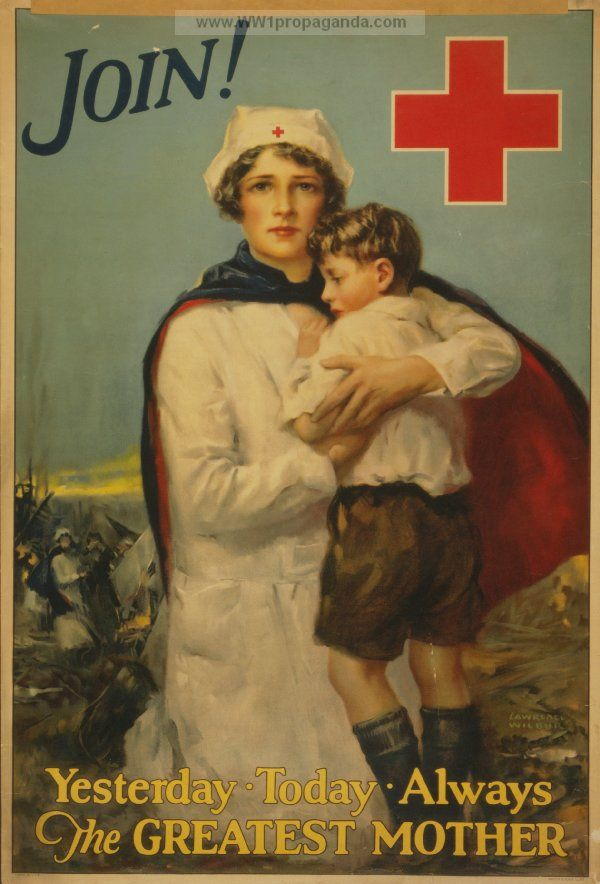 www.WW1propaganda.com
JOIN!
LAWRENCE
WILBUR
Yesterday · Today · Always
The GREATEST MOTHER